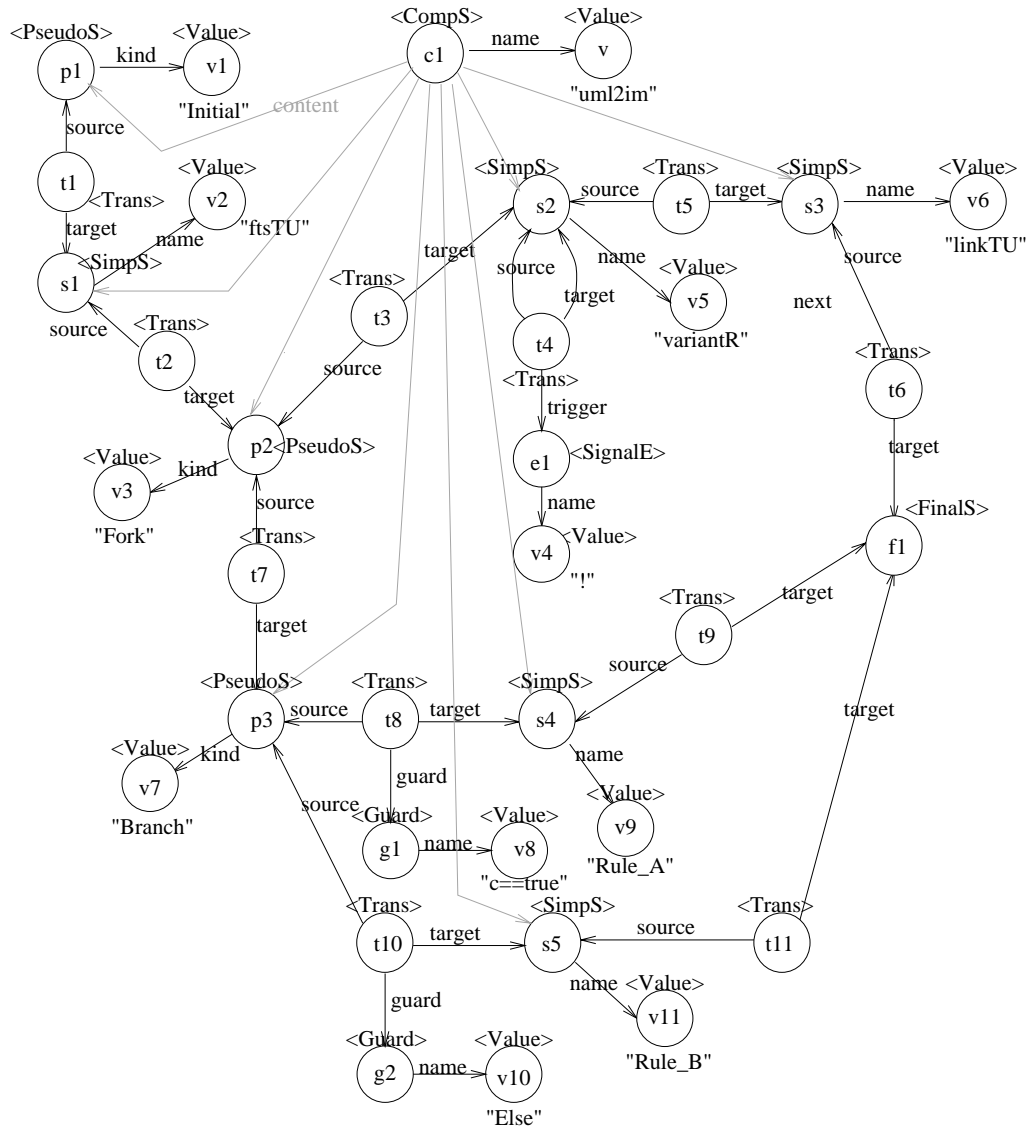 <CompS>
<Value>
<PseudoS>
<Value>
name
c1
v
kind
p1
v1
"uml2im"
"Initial"
content
source
<Value>
<SimpS>
<Trans>
<SimpS>
<Value>
t1
<Trans>
v2
source
target
name
s2
t5
s3
v6
target
name
"ftsTU"
"linkTU"
<SimpS>
target
source
name
source
s1
<Trans>
<Value>
target
source
<Trans>
t3
v5
next
"variantR"
t2
source
t4
<Trans>
target
<Trans>
t6
trigger
p2
<PseudoS>
target
<Value>
kind
e1
<SignalE>
v3
source
name
<FinalS>
"Fork"
<Trans>
<Value>
v4
f1
t7
"!"
target
<Trans>
target
t9
source
<PseudoS>
<Trans>
<SimpS>
p3
source
t8
target
s4
target
<Value>
kind
name
v7
guard
<Value>
"Branch"
source
<Guard>
<Value>
v9
g1
name
v8
"Rule_A"
"c==true"
<Trans>
<SimpS>
<Trans>
t10
target
s5
source
t11
guard
name
<Value>
v11
<Guard>
<Value>
"Rule_B"
g2
name
v10
"Else"